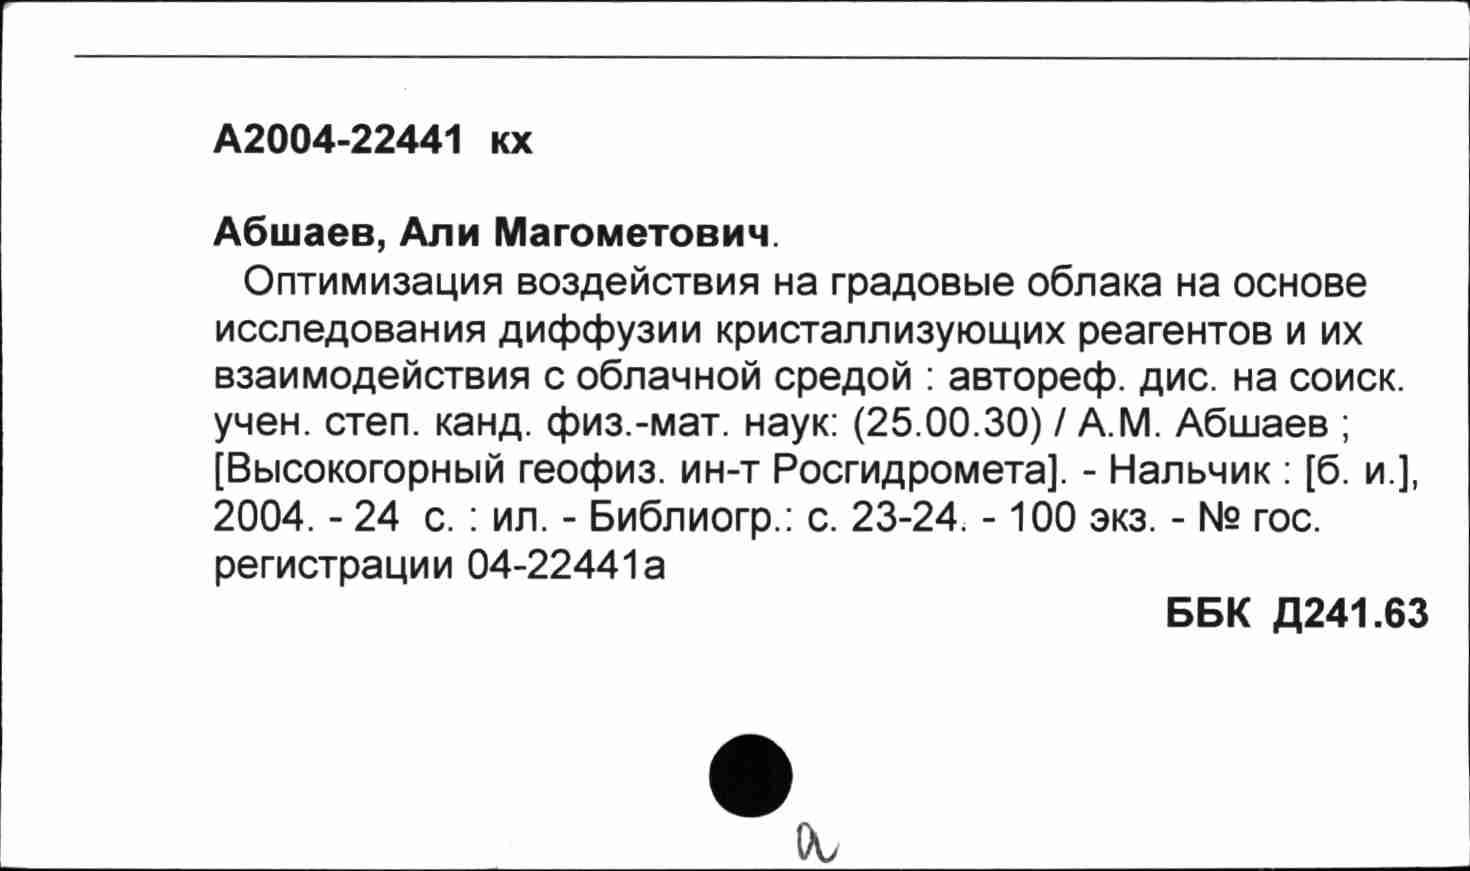 А2004-22441 кх
Абшаев, Али Магометович.
Оптимизация воздействия на градовые облака на основе
исследования диффузии кристаллизующих реагентов и их
взаимодействия с облачной средой : автореф. дис. на соиск.
учен. степ. канд. физ.-мат. наук: (25.00.30) / А.М. Абшаев ;
[Высокогорный геофиз. ин-т Росгидромета]. - Нальчик : [б. и.],
2004. - 24 с. : ил. - Библиогр.: с. 23-24. - 100 экз. - № гос.
регистрации 04-22441а
ББК Д241.63
а